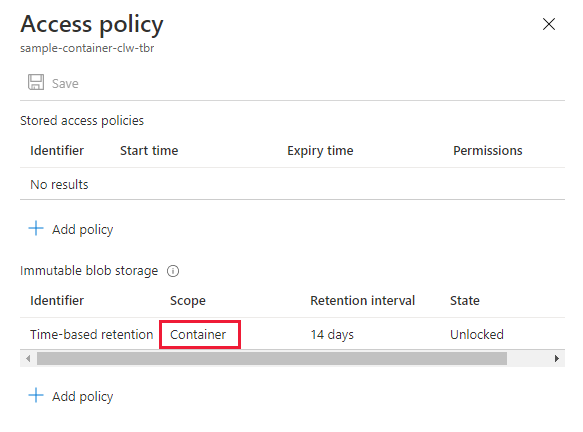 Access policy
sample-container-clw-tbr
Save
Stored access policies
Identifier Start time Expiry time Permissions
No results
Add policy
Immutable blob storage
Identifier Scope Retention interval State
Time-based retention Container 14 days Unlocked
Add policy